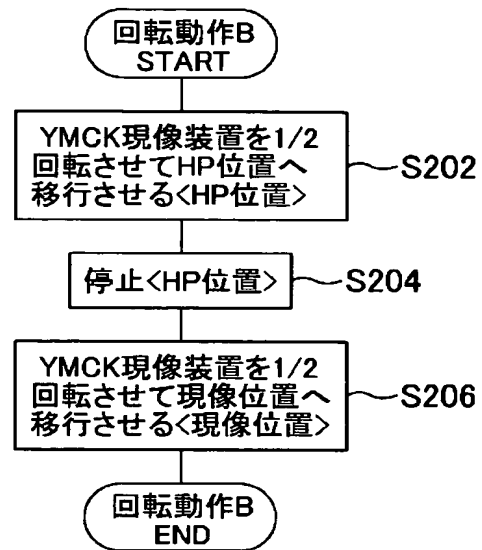 回転動作B
START
YMCK現像装置を1/2
回転させてHP位置へ
移行させる<HP位置>
S202
停止<HP位置>
S204
YMCK現像装置を1/2
回転させて現像位置へ
移行させる<現像位置>
S206
回転動作B
END